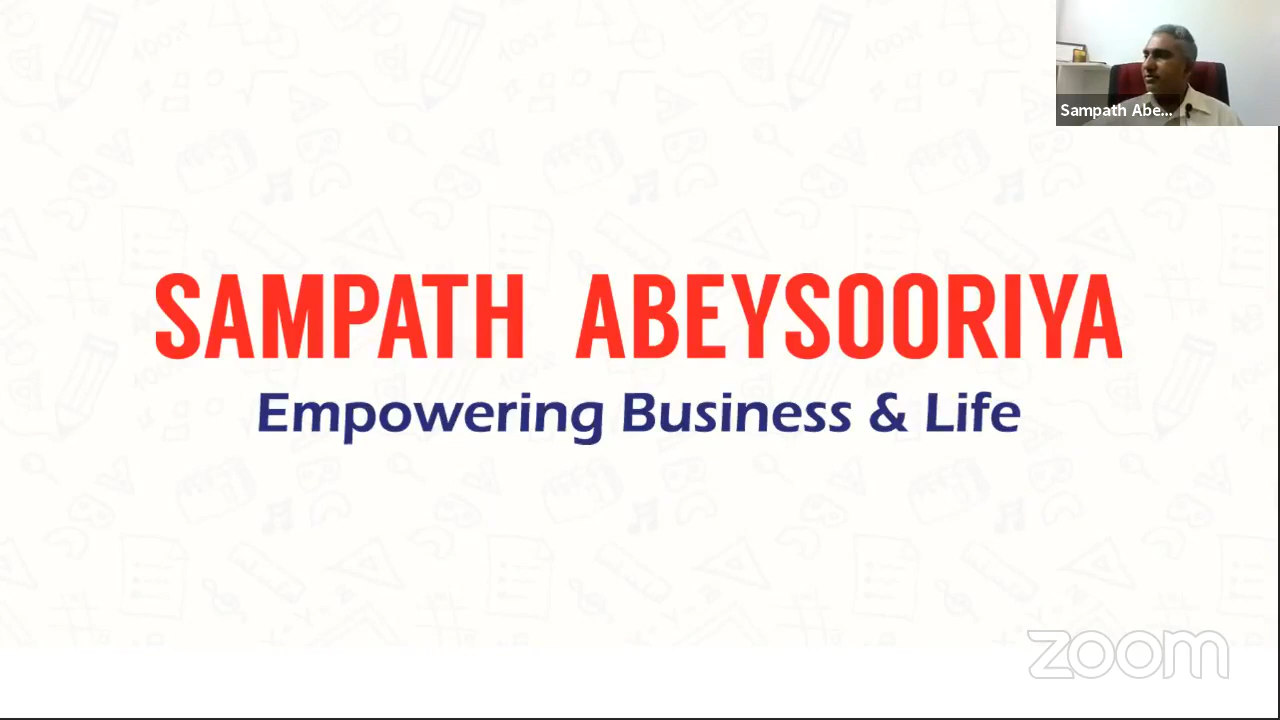 Sampath Abe...
SAMPATH ABEYSOORIYA
Empowering Business & Life
zoom